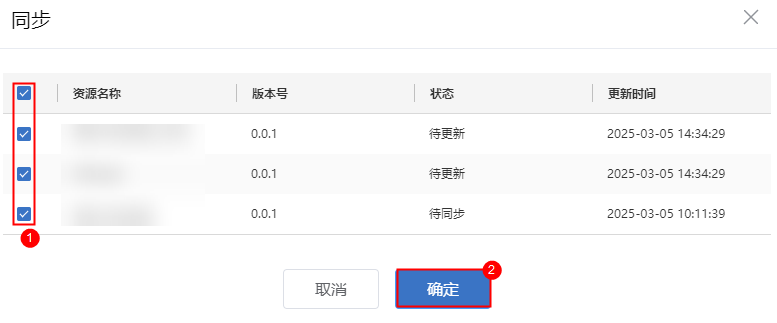 同步
资源名称 版本号 状态 更新时间
0.0.1 待更新 2025-03-05 14:34:29
0.0.1 待更新 2025-03-05 14:34:29
0.0.1 待同步 2025-03-05 10:11:39
1
2
取消 确定